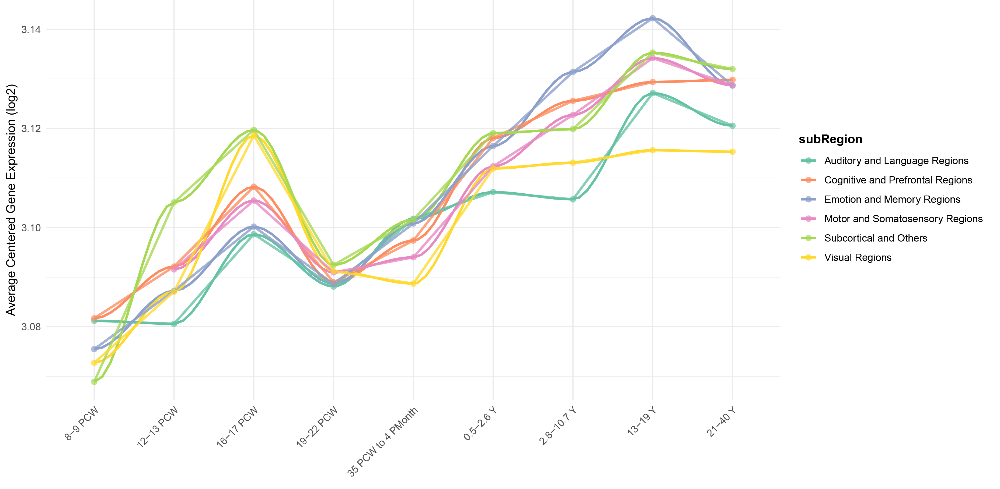 Average Centered Gene Expression (log2)
3.14
3.12
3.10
3.08
8−9 PCW
12−13 PCW
16−17 PCW
19−22 PCW
35 PCW to 4 PMonth
0.5−2.6 Y
2.8−10.7 Y
13−19 Y
21−40 Y
subRegion
Auditory and Language Regions
Cognitive and Prefrontal Regions
Emotion and Memory Regions
Motor and Somatosensory Regions
Subcortical and Others
Visual Regions